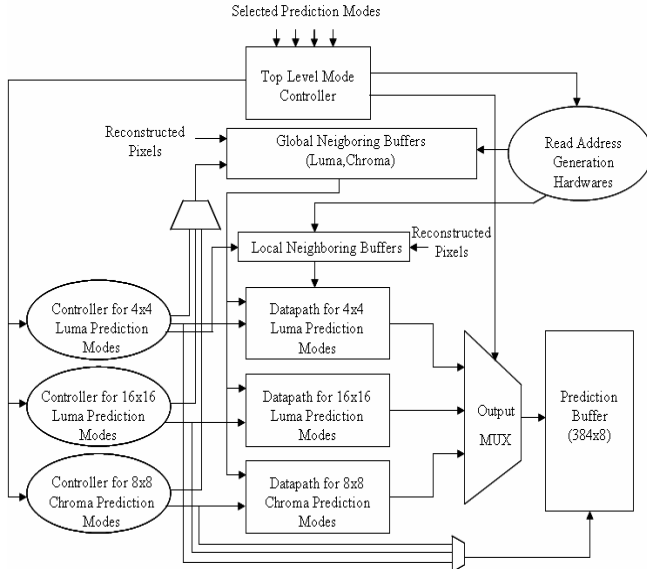 Selected Prediction Modes
Top Level Mode
Controller
Reconstructed
Pixels
Global Neigboring Buffers
(Luma,Chroma)
Read Address
Generation
Hardwares
Local Neighboring Buffers
Reconstructed
Pixels
Controller for 4x4
Luma Prediction
Modes
Datapath for 4x4
Luma Prediction
Modes
Controller for 16x16
Luma Prediction
Modes
Datapath for 16x16
Luma Prediction
Modes
Output
MUX
Prediction
Buffer
(384x8)
Controller for 8x8
Chroma Prediction
Modes
Datapath for 8x8
Chroma Prediction
Modes